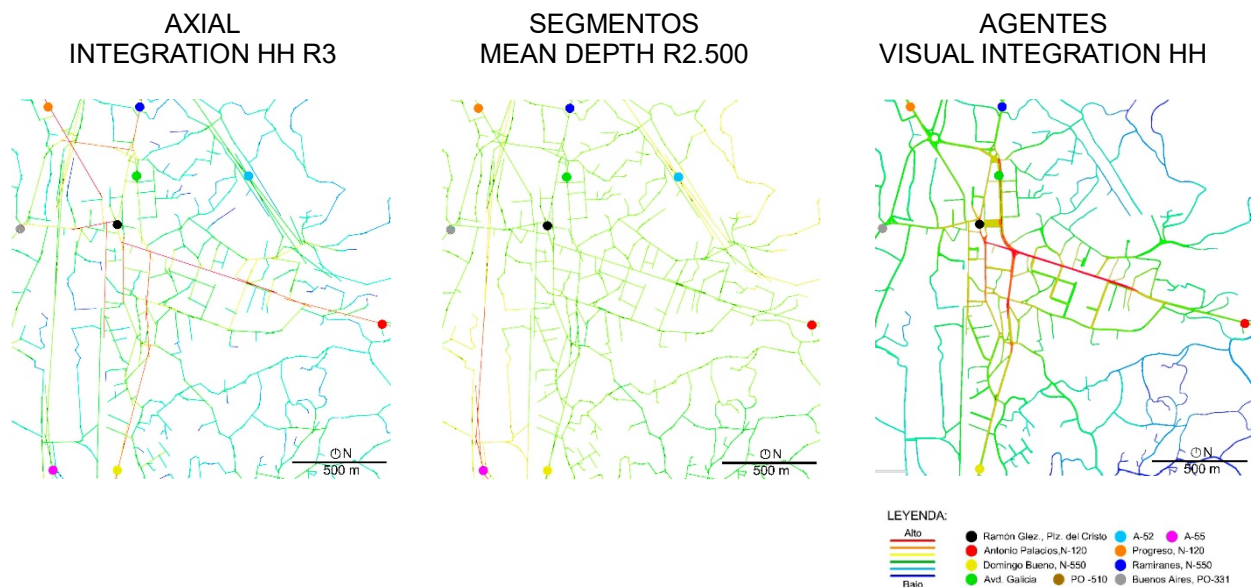 AXIAL
INTEGRATION HH R3
SEGMENTOS
MEAN DEPTH R2.500
AGENTES
VISUAL INTEGRATION HH
N
500 m
N
500 m
N
500 m
LEYENDA:
Alto
Bajo
Ramón Glez., Plz. del Cristo
A-52
A-55
Antonio Palacios,N-120
Progreso, N-120
Domingo Bueno, N-550
Ramiranes, N-550
Avd. Galicia
PO -510
Buenos Aires, PO-331